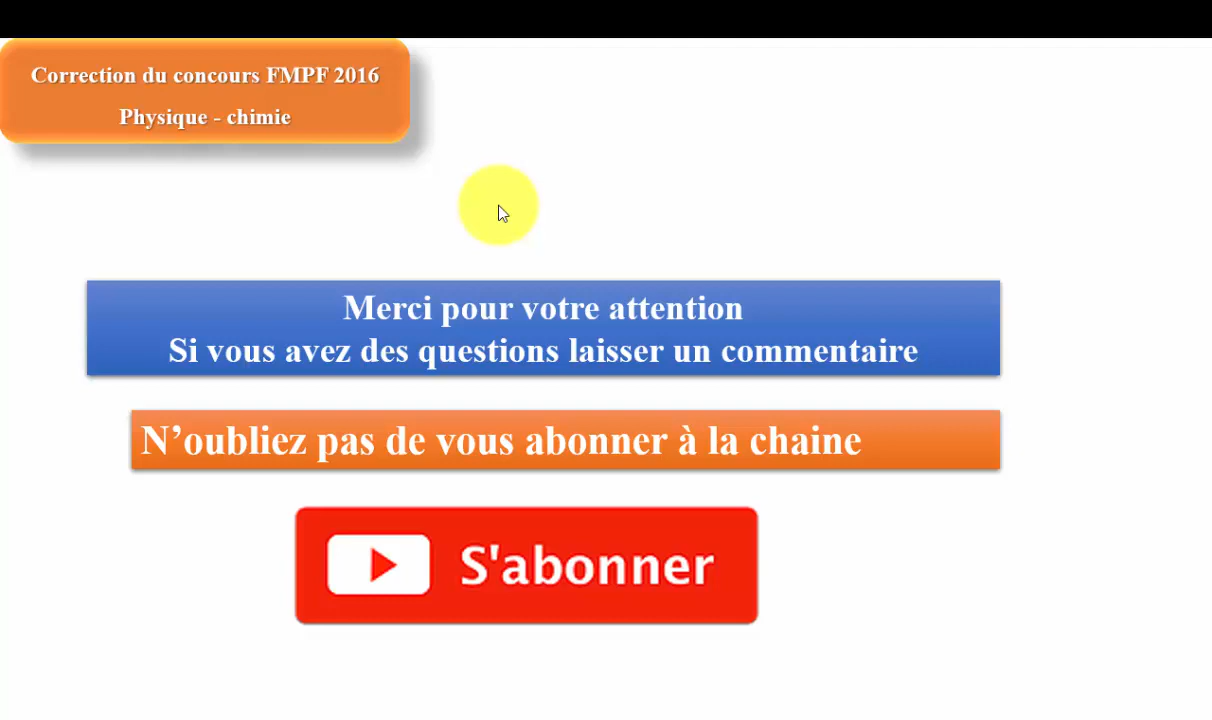 Correction du concours FMPF 2016
Physique - chimie
Merci pour votre attention
Si vous avez des questions laisser un commentaire
N’oubliez pas de vous abonner à la chaine
S'abonner